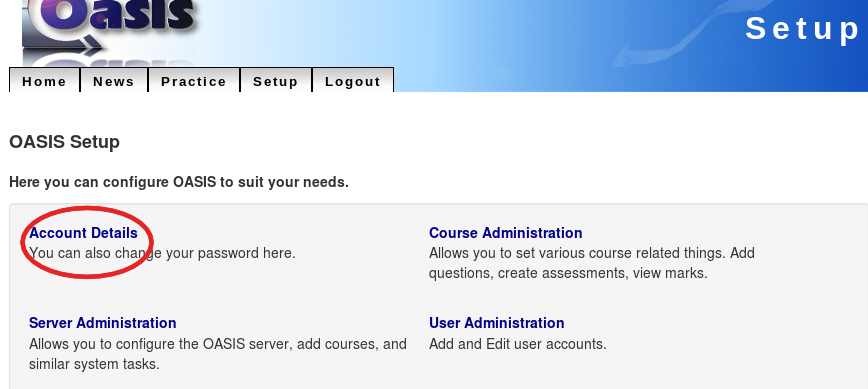 Oasis
Setup
Home News Practice Setup Logout
OASIS Setup
Here you can configure OASIS to suit your needs.
Account Details
You can also change your password here.
Course Administration
Allows you to set various course related things. Add
questions, create assessments, view marks.
Server Administration
Allows you to configure the OASIS server, add courses, and
similar system tasks.
User Administration
Add and Edit user accounts.